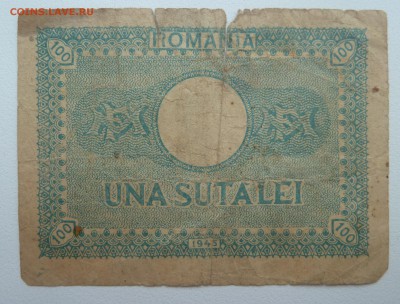 COINS.LAVE.RU
100 ROMANIA 100
UNA SUTA LEI
100 1945 100